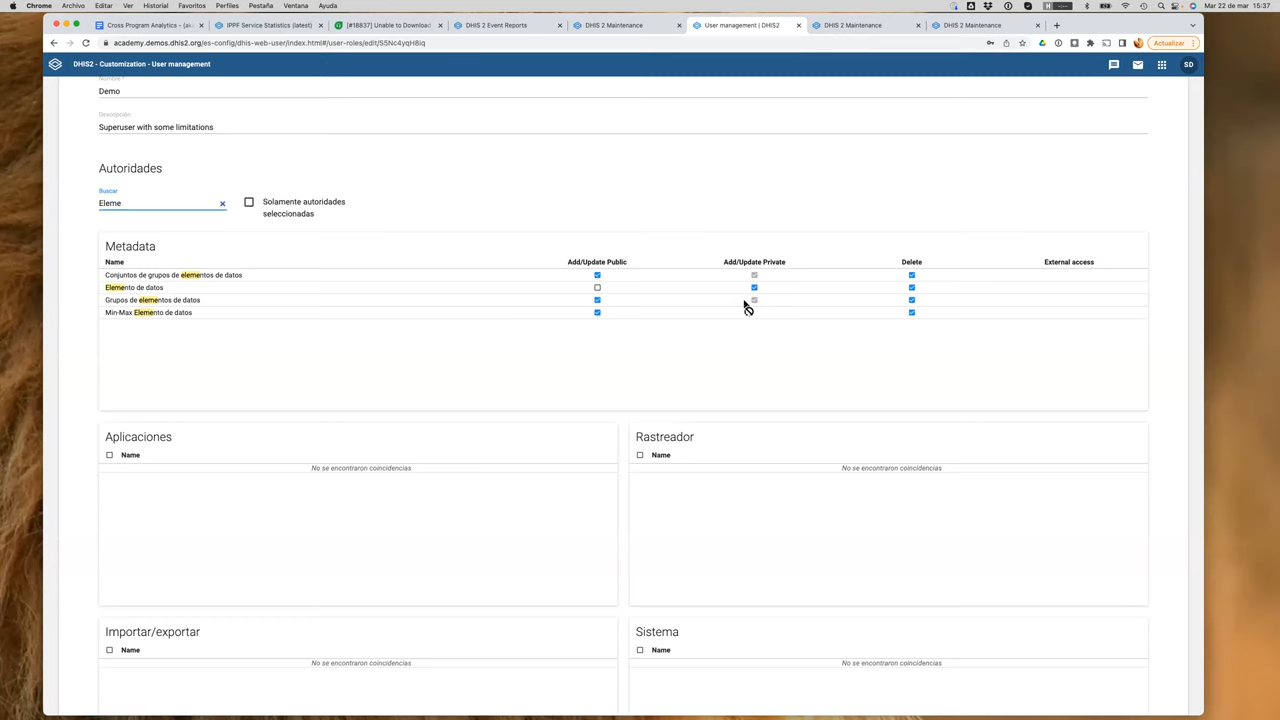 Chrome Archivo Editar Ver Historial Favoritos Perfiles Pestaña Ventana Ayuda Mar 22 de mar 15:37
Cross Program Analytics - (ak IPPF Service Statistics (latest) [#18837] Unable to Download DHIS 2 Event Reports DHIS 2 Maintenance User management | DHIS2 DHIS 2 Maintenance DHIS 2 Maintenance
academy.demos.dhis2.org/es-config/dhis-web-user/index.html#/user-roles/edit/S5Nc4yqH8iq Actualizar
DHIS2 - Customization - User management SD
Nombre *
Demo
Descripción
Superuser with some limitations
Autoridades
Buscar
Eleme
Solamente autoridades
seleccionadas
Metadata
Name Add/Update Public Add/Update Private Delete External access
Conjuntos de grupos de elementos de datos
Elemento de datos
Grupos de elementos de datos
Min-Max Elemento de datos
Aplicaciones Rastreador
Name Name
No se encontraron coincidencias No se encontraron coincidencias
Importar/exportar Sistema
Name Name
No se encontraron coincidencias No se encontraron coincidencias